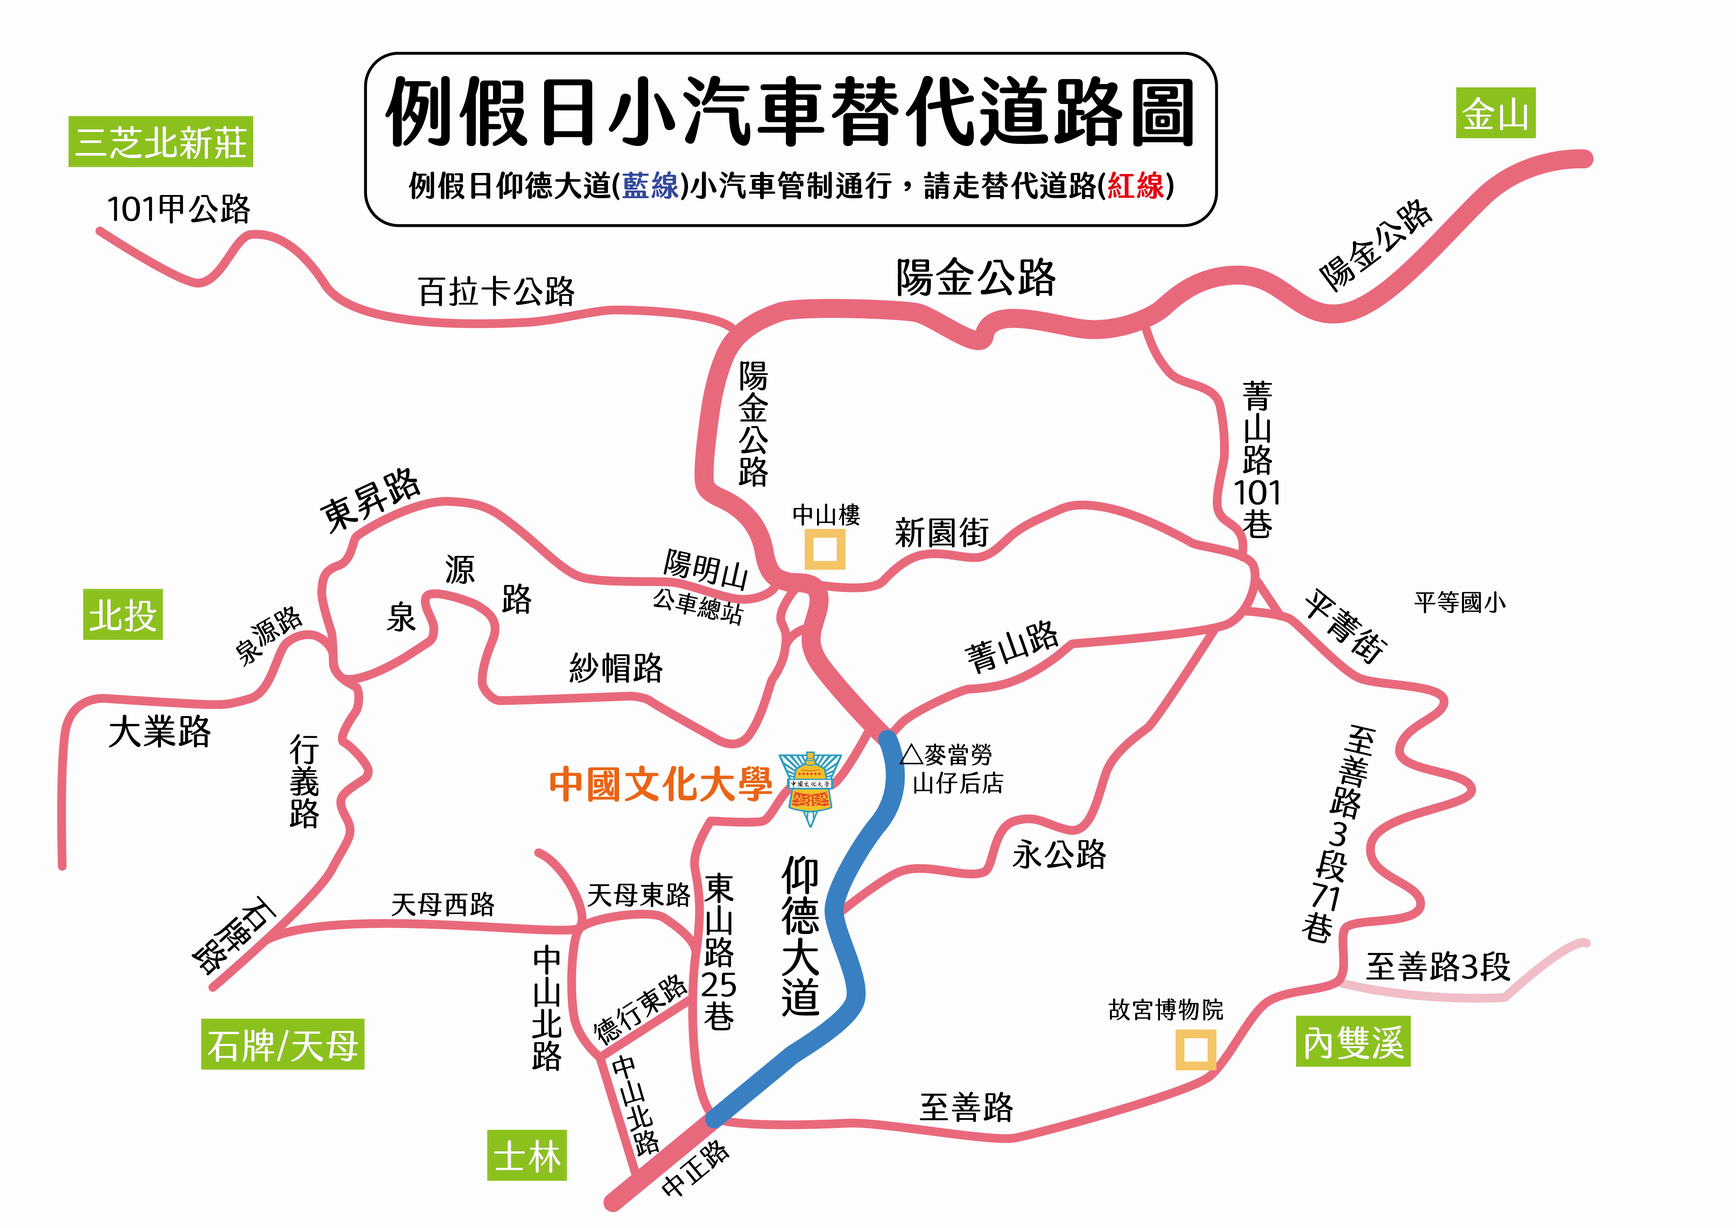 例假日小汽車替代道路圖
例假日仰德大道(藍線)小汽車管制通行，請走替代道路(紅線)
金山
三芝北新莊
101甲公路
百拉卡公路
陽金公路
陽金公路
陽金公路
菁山路101巷
東昇路
中山樓
新園街
陽明山
公車總站
源
泉
路
北投
泉源路
平菁街
平等國小
菁山路
紗帽路
大業路
行義路
中國文化大學
中國文化大學
△麥當勞
山仔后店
至善路3段71巷
永公路
仰德大道
天母西路
天母東路
東山路25巷
石牌路
中山北路
德行東路
至善路3段
故宮博物院
內雙溪
石牌/天母
中山北路
至善路
士林
中正路